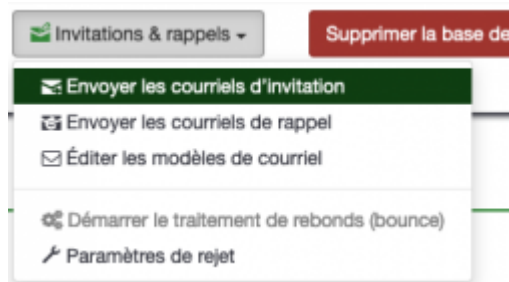 Invitations & rappels
Supprimer la base de
Envoyer les courriels d'invitation
Envoyer les courriels de rappel
Éditer les modèles de courriel
Démarrer le traitement de rebonds (bounce)
Paramètres de rejet